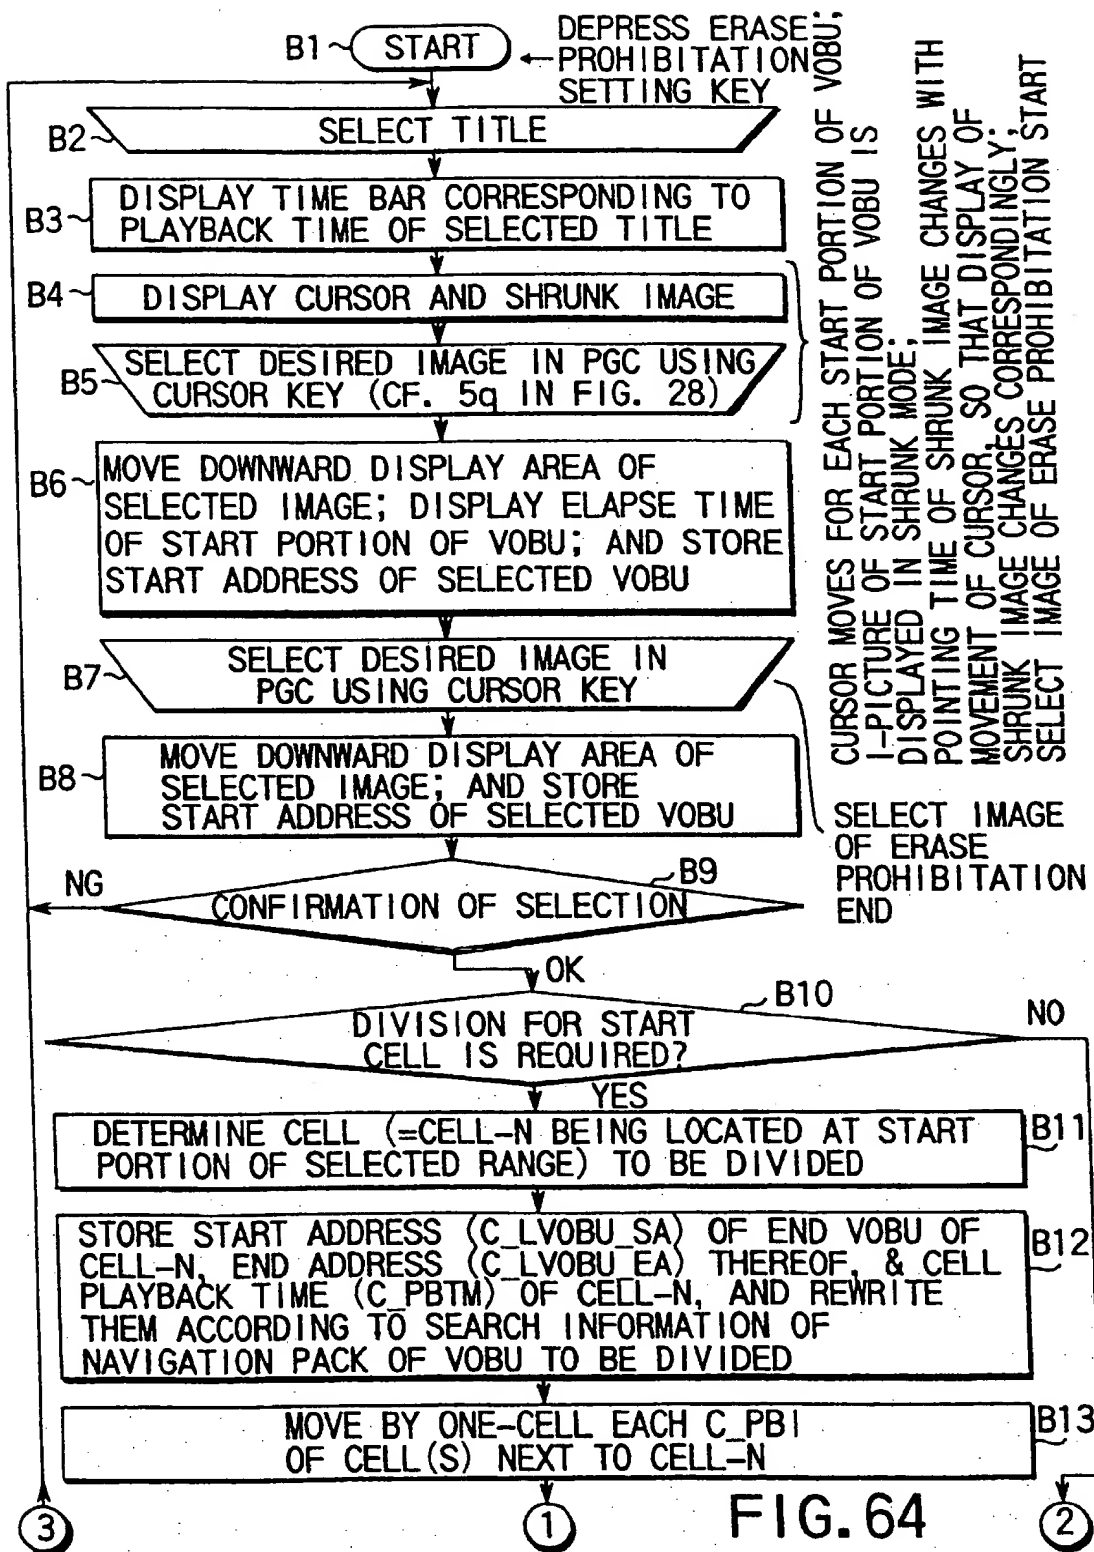 B1
START
DEPRESS ERASE
PROHIBITATION
SETTING KEY
B2
SELECT TITLE
B3
DISPLAY TIME BAR CORRESPONDING TO
PLAYBACK TIME OF SELECTED TITLE
B4
DISPLAY CURSOR AND SHRUNK IMAGE
B5
SELECT DESIRED IMAGE IN PGC USING
CURSOR KEY (CF. 5q IN FIG. 28)
CURSOR MOVES FOR EACH START PORTION OF VOBU;
I-PICTURE OF START PORTION OF VOBU IS
DISPLAYED IN SHRUNK MODE;
POINTING TIME OF SHRUNK IMAGE CHANGES WITH
MOVEMENT OF CURSOR, SO THAT DISPLAY OF
SHRUNK IMAGE CHANGES CORRESPONDINGLY;
SELECT IMAGE OF ERASE PROHIBITATION START
B6
MOVE DOWNWARD DISPLAY AREA OF
SELECTED IMAGE; DISPLAY ELAPSE TIME
OF START PORTION OF VOBU; AND STORE
START ADDRESS OF SELECTED VOBU
B7
SELECT DESIRED IMAGE IN
PGC USING CURSOR KEY
SELECT IMAGE
OF ERASE
PROHIBITATION
END
B8
MOVE DOWNWARD DISPLAY AREA OF
SELECTED IMAGE; AND STORE
START ADDRESS OF SELECTED VOBU
B9
NG
CONFIRMATION OF SELECTION
OK
B10
DIVISION FOR START
CELL IS REQUIRED?
NO
YES
DETERMINE CELL (=CELL-N BEING LOCATED AT START
PORTION OF SELECTED RANGE) TO BE DIVIDED
B11
STORE START ADDRESS (C_LVOBU_SA) OF END VOBU OF
CELL-N, END ADDRESS (C_LVOBU_EA) THEREOF, & CELL
PLAYBACK TIME (C_PBTM) OF CELL-N, AND REWRITE
THEM ACCORDING TO SEARCH INFORMATION OF
NAVIGATION PACK OF VOBU TO BE DIVIDED
B12
MOVE BY ONE-CELL EACH C_PBI
OF CELL(S) NEXT TO CELL-N
B13
3
1
FIG. 64
2